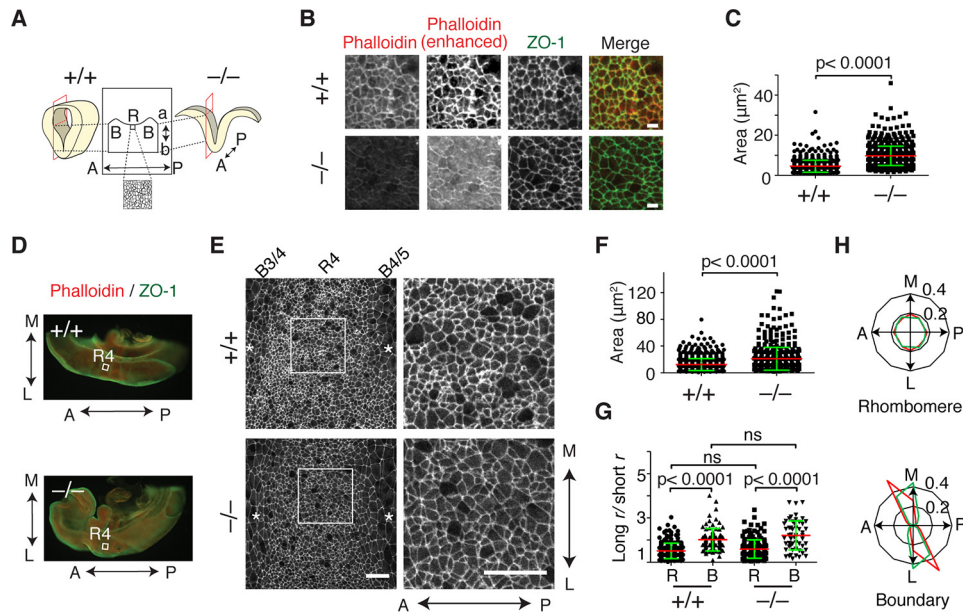 A
+/+
−/−
R
a
B
B
b
A
P
P
A
B
Phalloidin
Phalloidin
(enhanced)
ZO-1
Merge
+/+
−/−
C
p< 0.0001
Area (µm²)
40
20
10
0
+/+
−/−
D
Phalloidin / ZO-1
M
L
+/+
R4
A
P
M
L
−/−
R4
A
P
E
B3/4
R4
B4/5
+/+
*
*
−/−
*
*
M
L
A
P
F
p< 0.0001
Area (µm²)
120
80
40
20
0
+/+
−/−
G
ns
ns
p< 0.0001
p< 0.0001
Long r/ short r
5
3
2
1
R
B
R
B
+/+
−/−
H
M
0.4
0.2
A
P
L
Rhombomere
M
0.4
0.2
A
P
L
Boundary